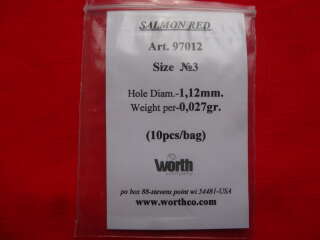 SALMON RED
Art. 97012
Size №3
Hole Diam.-1,12mm.
Weight per-0,027gr.
(10pcs/bag)
Worth
company
po box 88-stevens point wi 54481-USA
www.worthco.com